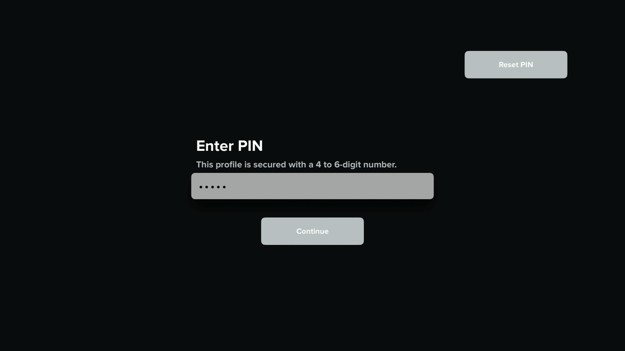 Reset PIN
Enter PIN
This profile is secured with a 4 to 6-digit number.
•••••
Continue